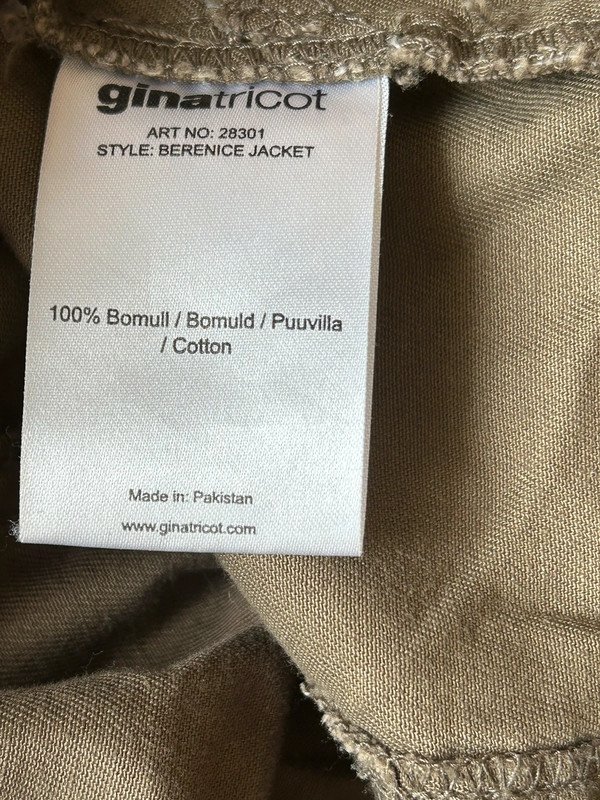 ginatricot
ART NO: 28301
STYLE: BERENICE JACKET
100% Bomull / Bomuld / Puuvilla
/ Cotton
Made in: Pakistan
www.ginatricot.com